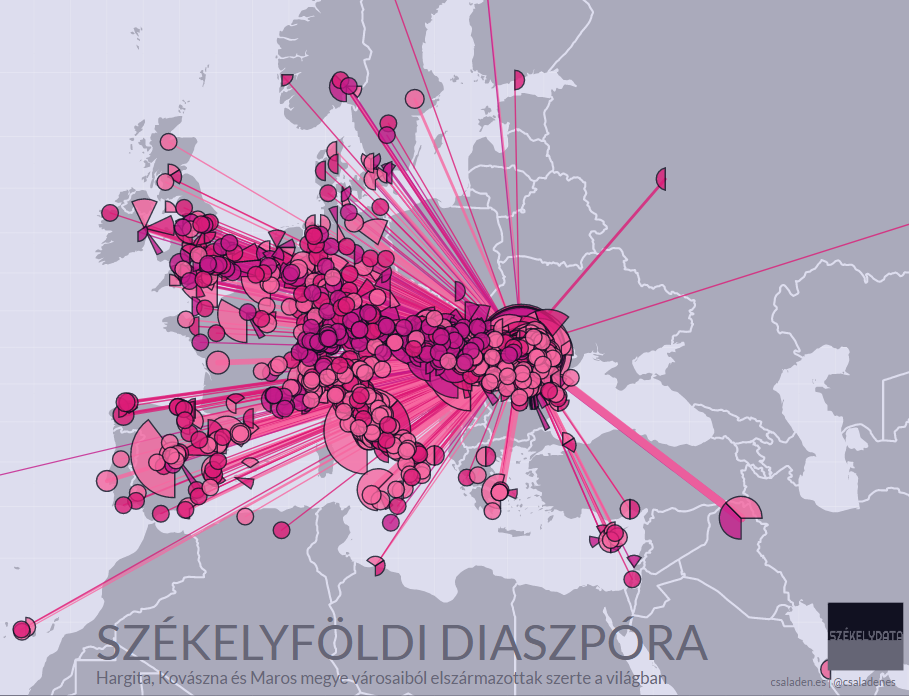 SZÉKELYFÖLDI DIASZPÓRA
Hargita, Kovászna és Maros megye városaiból elszármazottak szerte a világban
SZÉKELYDATA
csaladen.es | @csaladenes